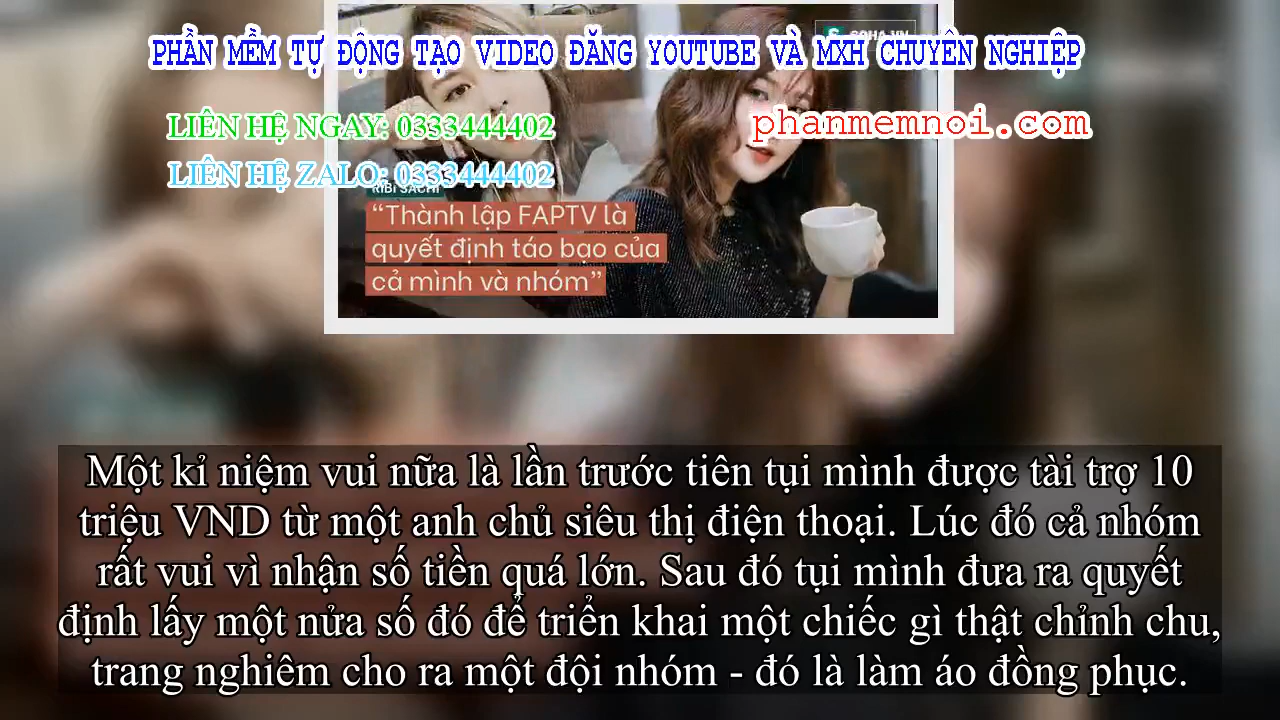 SOHA.VN
PHẦN MỀM TỰ ĐỘNG TẠO VIDEO ĐĂNG YOUTUBE VÀ MXH CHUYÊN NGHIỆP
LIÊN HỆ NGAY: 0333444402
phanmemnoi.com
LIÊN HỆ ZALO: 0333444402
RIBI SACHI
“Thành lập FAPTV là
quyết định táo bạo của
cả mình và nhóm”
Một kỉ niệm vui nữa là lần trước tiên tụi mình được tài trợ 10
triệu VND từ một anh chủ siêu thị điện thoại. Lúc đó cả nhóm
rất vui vì nhận số tiền quá lớn. Sau đó tụi mình đưa ra quyết
định lấy một nửa số đó để triển khai một chiếc gì thật chỉnh chu,
trang nghiêm cho ra một đội nhóm - đó là làm áo đồng phục.